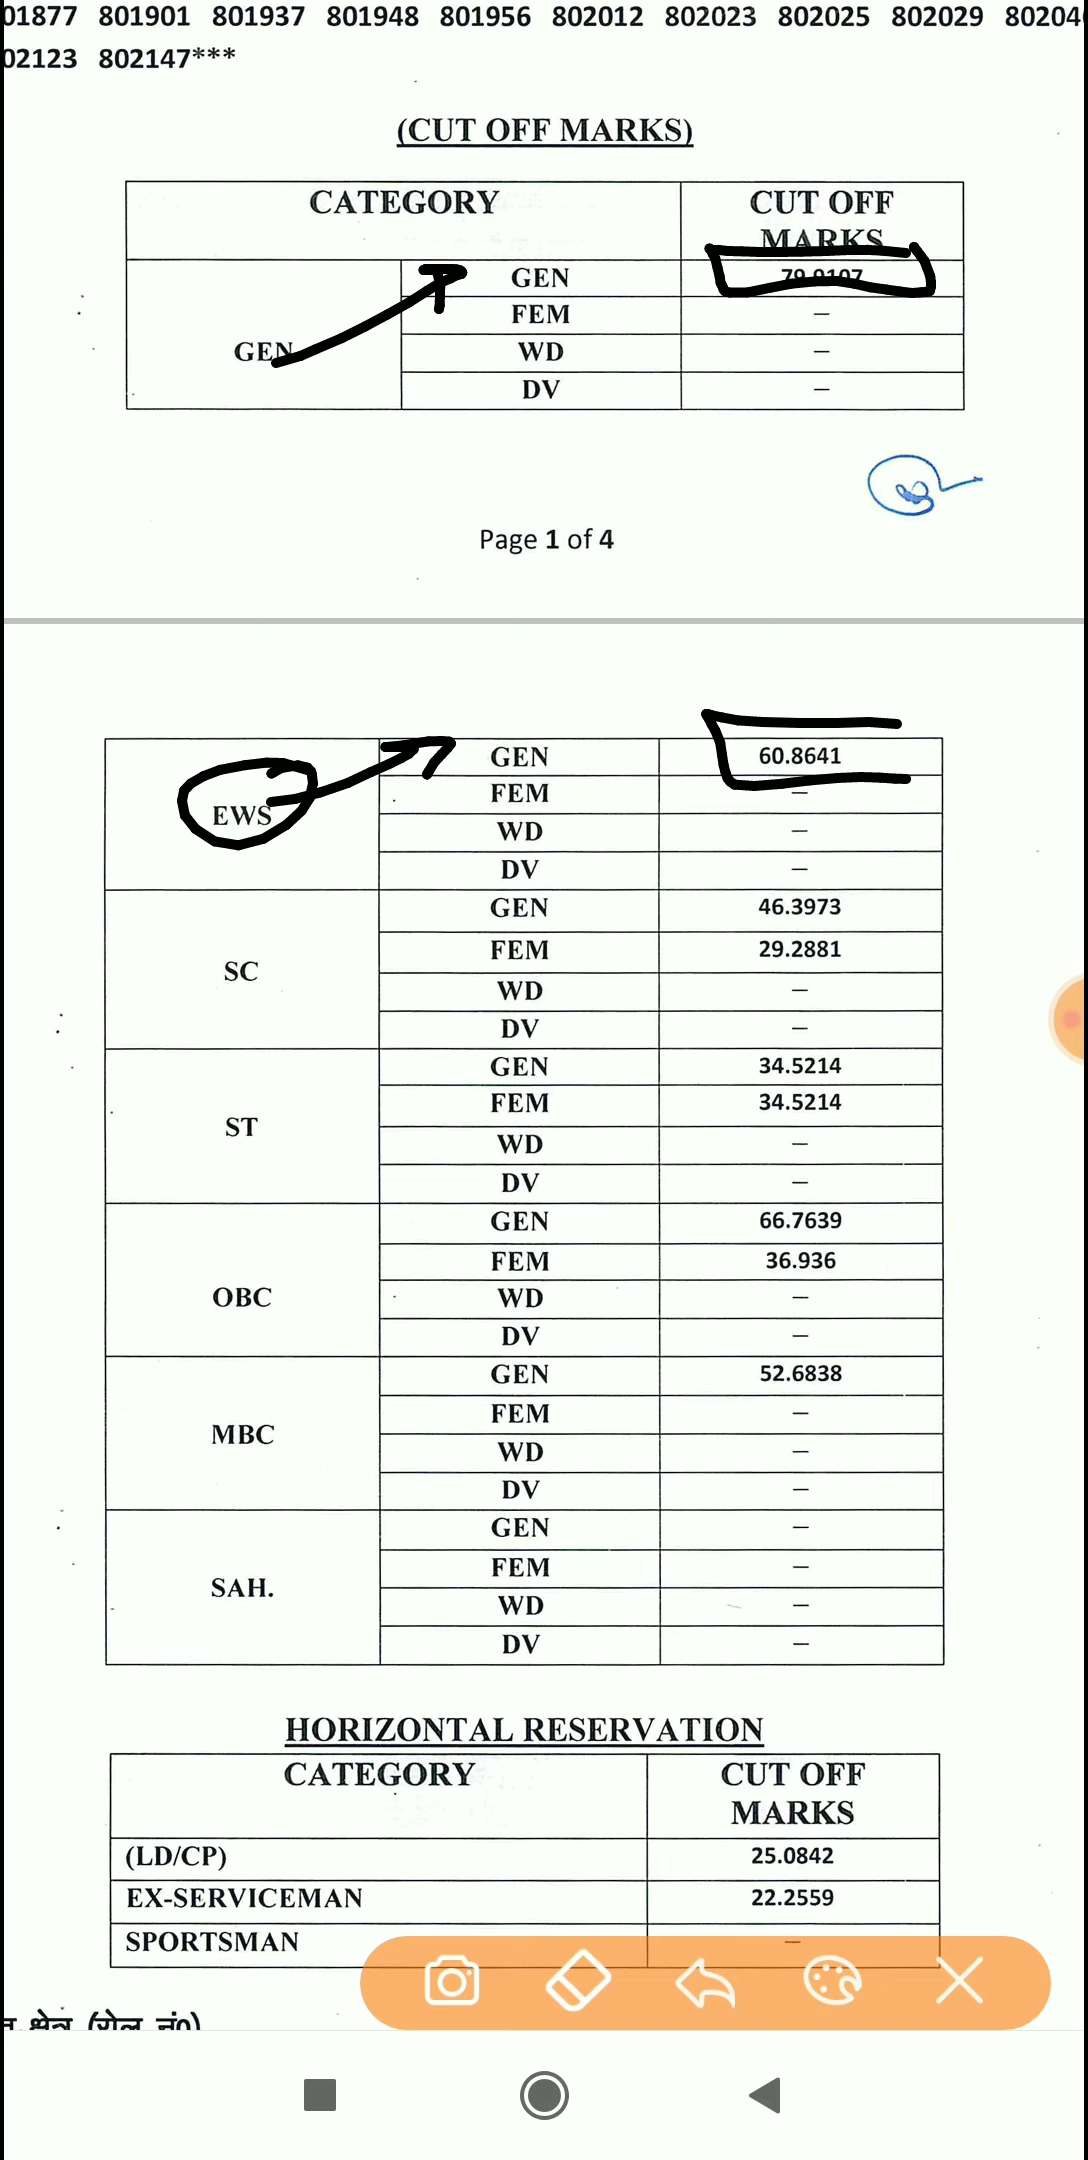 01877 801901 801937 801948 801956 802012 802023 802025 802029
02123 802147***
(CUT OFF MARKS)
CATEGORY CUT OFF MARKS
GEN
GEN
FEM —
WD —
DV —
Page 1 of 4
EWS
GEN 60.8641
FEM —
WD —
DV —
SC
GEN 46.3973
FEM 29.2881
WD —
DV —
ST
GEN 34.5214
FEM 34.5214
WD —
DV —
OBC
GEN 66.7639
FEM 36.936
WD —
DV —
MBC
GEN 52.6838
FEM —
WD —
DV —
SAH.
GEN —
FEM —
WD —
DV —
HORIZONTAL RESERVATION
CATEGORY CUT OFF MARKS
(LD/CP) 25.0842
EX-SERVICEMAN 22.2559
SPORTSMAN —
क्षेत्र (रोल नं0)